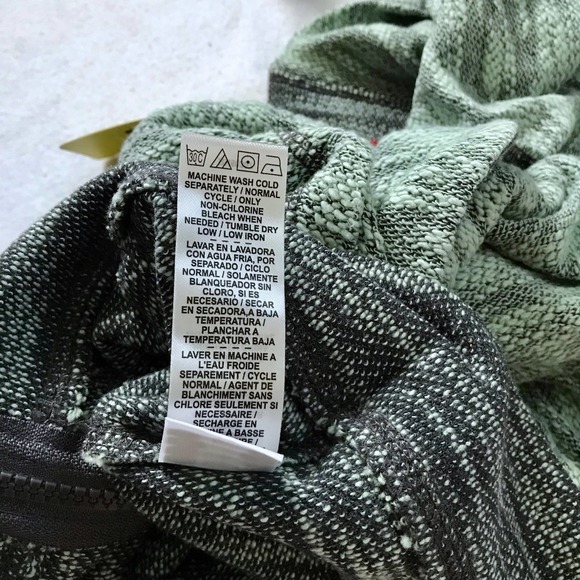 30C
MACHINE WASH COLD
SEPARATELY / NORMAL
CYCLE / ONLY
NON-CHLORINE
BLEACH WHEN
NEEDED / TUMBLE DRY
LOW / LOW IRON
LAVAR EN LAVADORA
CON AGUA FRIA, POR
SEPARADO / CICLO
NORMAL / SOLAMENTE
BLANQUEADOR SIN
CLORO, SI ES
NECESARIO / SECAR
EN SECADORA,A BAJA
TEMPERATURA /
PLANCHAR A
TEMPERATURA BAJA
LAVER EN MACHINE A
L'EAU FROIDE
SEPAREMENT / CYCLE
NORMAL / AGENT DE
BLANCHIMENT SANS
CHLORE SEULEMENT SI
NECESSAIRE /
SECHARGE EN
A BASSE